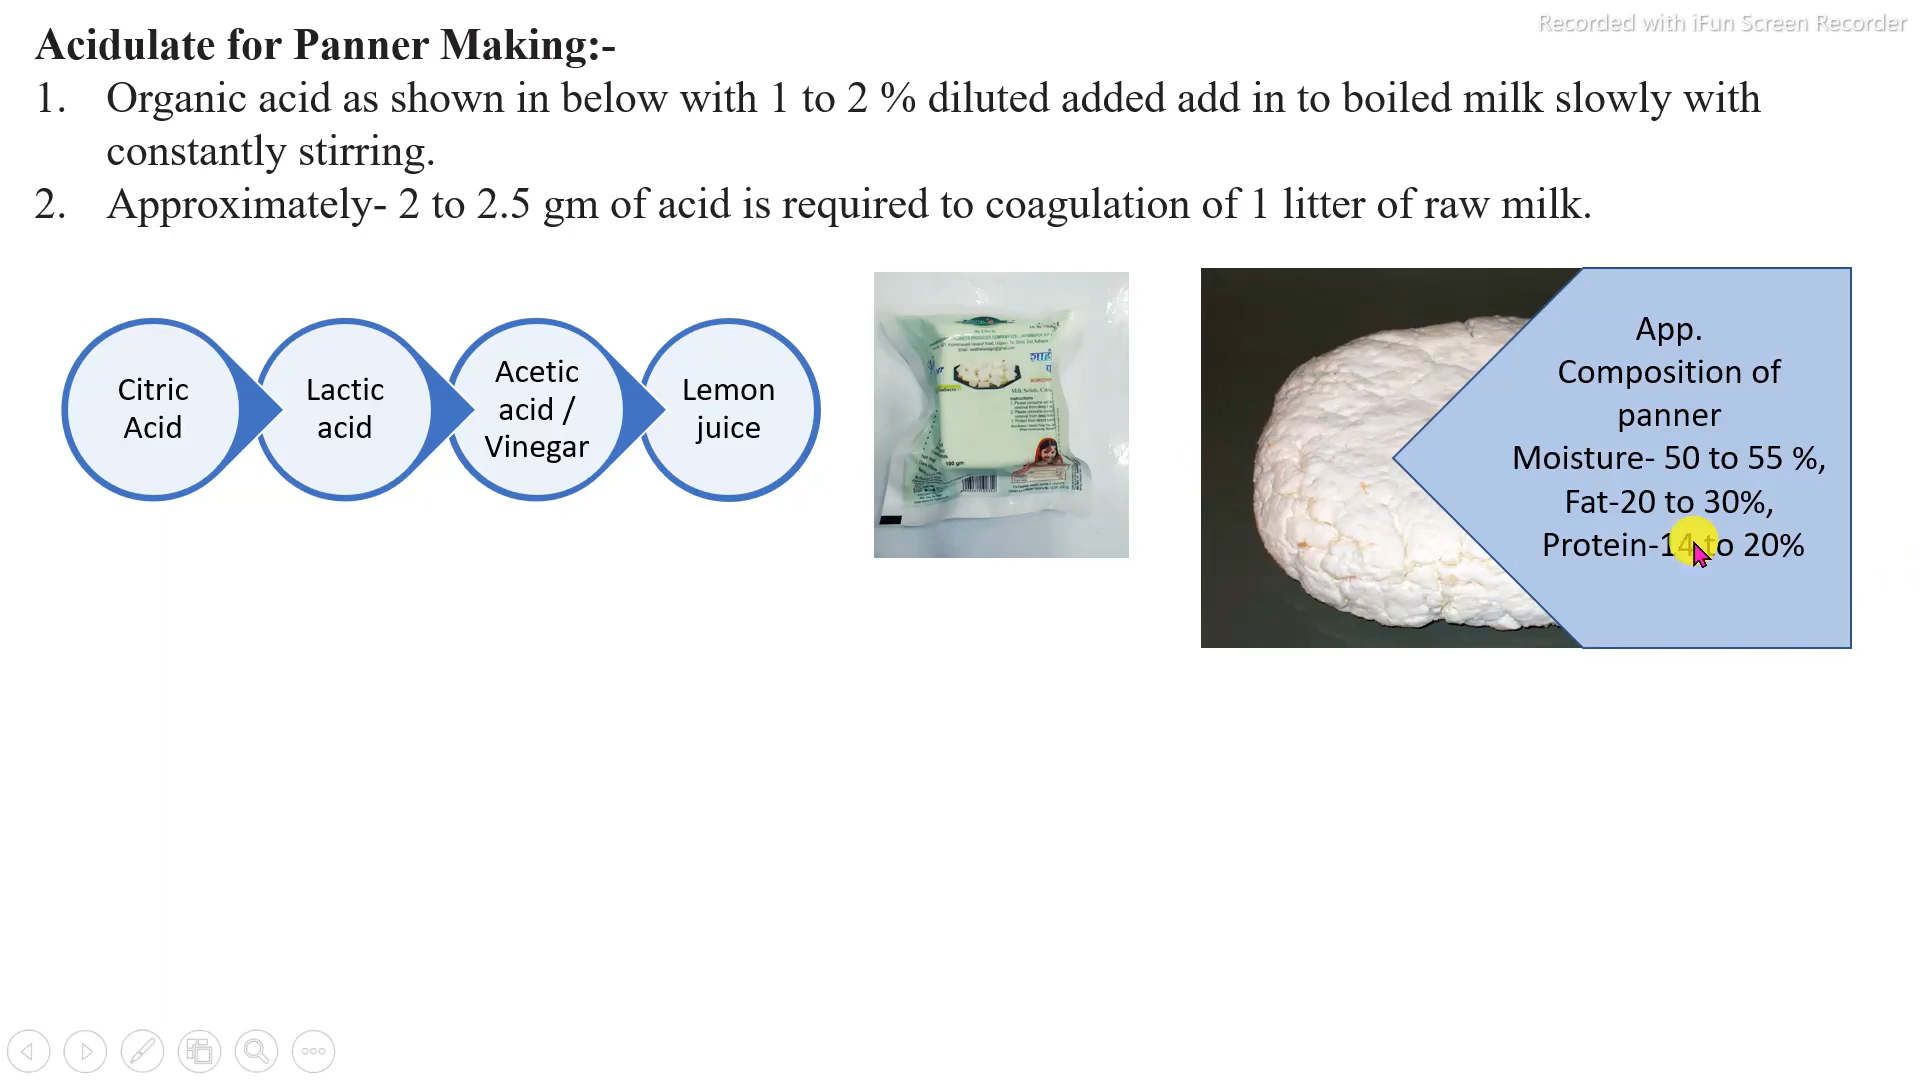 Recorded with iFun Screen Recorder
Acidulate for Panner Making:-
1. Organic acid as shown in below with 1 to 2 % diluted added add in to boiled milk slowly with
constantly stirring.
2. Approximately- 2 to 2.5 gm of acid is required to coagulation of 1 litter of raw milk.
Citric
Acid
Lactic
acid
Acetic
acid /
Vinegar
Lemon
juice
शाही
100 gm.
App.
Composition of
panner
Moisture- 50 to 55 %,
Fat-20 to 30%,
Protein-14 to 20%